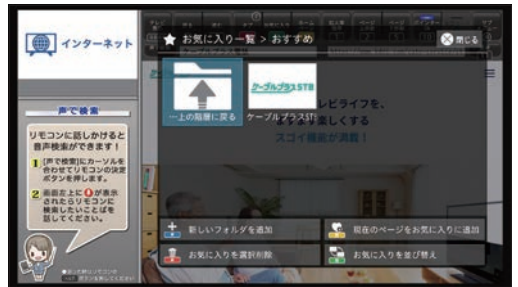 インターネット
★ お気に入り一覧 > おすすめ
閉じる
一上の階層に戻る
ケーブルプラスSTB
ケーブルプラスST
レビライフを、
ますます楽しくする
スゴイ機能が満載！
声で検索
リモコンに話しかけると
音声検索ができます！
1 [声で検索]にカーソルを
合わせてリモコンの決定
ボタンを押します。
2 画面左上に が表示
されたらリモコンに
検索したいことばを
話してください。
新しいフォルダを追加
現在のページをお気に入りに追加
お気に入りを選択削除
お気に入りを並び替え